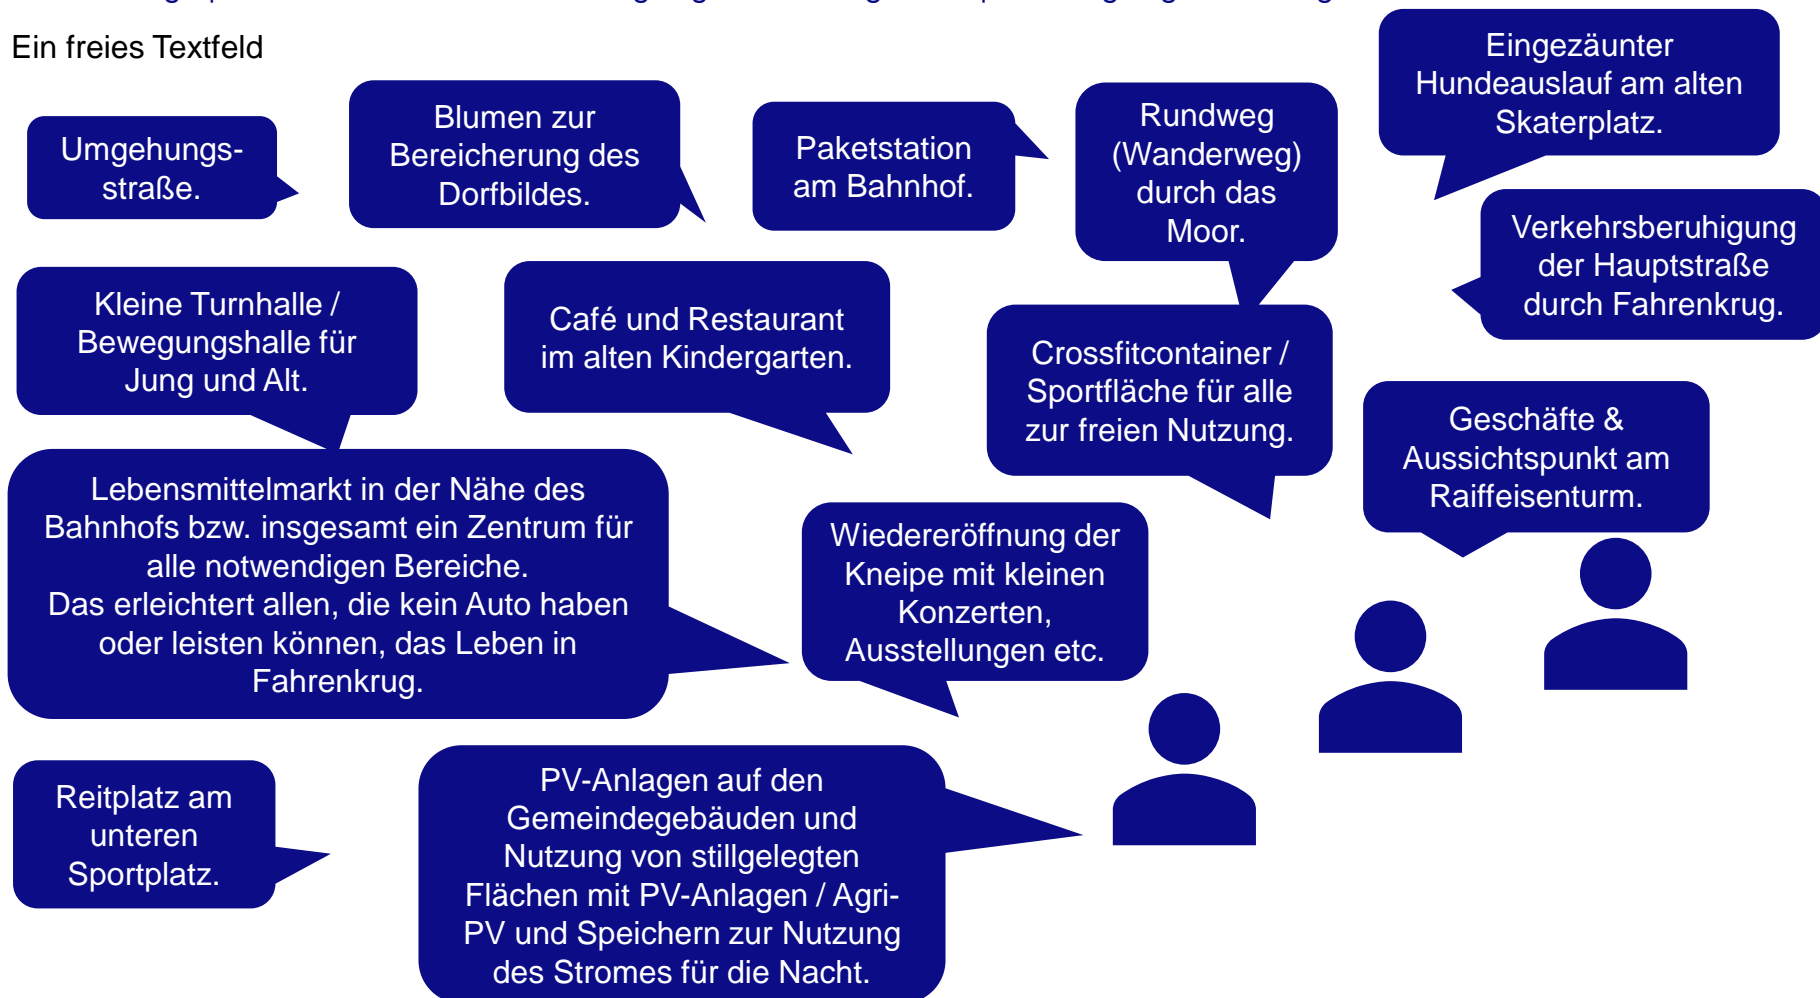 Ein freies Textfeld
Umgehungs-
straße.
Blumen zur
Bereicherung des
Dorfbildes.
Paketstation
am Bahnhof.
Rundweg
(Wanderweg)
durch das
Moor.
Eingezäunter
Hundeauslauf am alten
Skaterplatz.
Verkehrsberuhigung
der Hauptstraße
durch Fahrenkrug.
Kleine Turnhalle /
Bewegungshalle für
Jung und Alt.
Café und Restaurant
im alten Kindergarten.
Crossfitcontainer /
Sportfläche für alle
zur freien Nutzung.
Geschäfte &
Aussichtspunkt am
Raiffeisenturm.
Lebensmittelmarkt in der Nähe des
Bahnhofs bzw. insgesamt ein Zentrum für
alle notwendigen Bereiche.
Das erleichtert allen, die kein Auto haben
oder leisten können, das Leben in
Fahrenkrug.
Wiedereröffnung der
Kneipe mit kleinen
Konzerten,
Ausstellungen etc.
Reitplatz am
unteren
Sportplatz.
PV-Anlagen auf den
Gemeindegebäuden und
Nutzung von stillgelegten
Flächen mit PV-Anlagen / Agri-
PV und Speichern zur Nutzung
des Stromes für die Nacht.